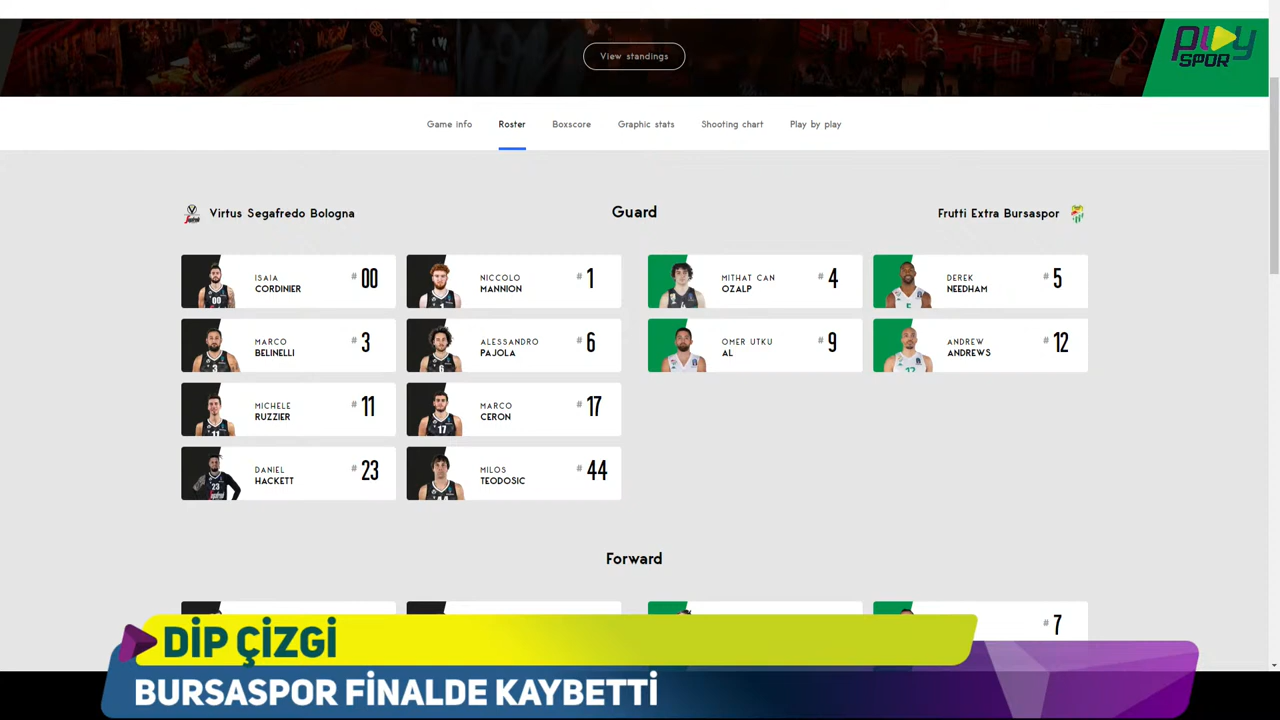 View standings
play
SPOR
Game info
Roster
Boxscore
Graphic stats
Shooting chart
Play by play
Virtus Segafredo Bologna
Guard
Frutti Extra Bursaspor
ISAIA
CORDINIER
# 00
NICCOLO
MANNION
# 1
MITHAT CAN
OZALP
# 4
DEREK
NEEDHAM
# 5
MARCO
BELINELLI
# 3
ALESSANDRO
PAJOLA
# 6
OMER UTKU
AL
# 9
ANDREW
ANDREWS
# 12
MICHELE
RUZZIER
# 11
MARCO
CERON
# 17
DANIEL
HACKETT
# 23
MILOS
TEODOSIC
# 44
Forward
# 7
DİP ÇİZGİ
BURSASPOR FİNALDE KAYBETTİ